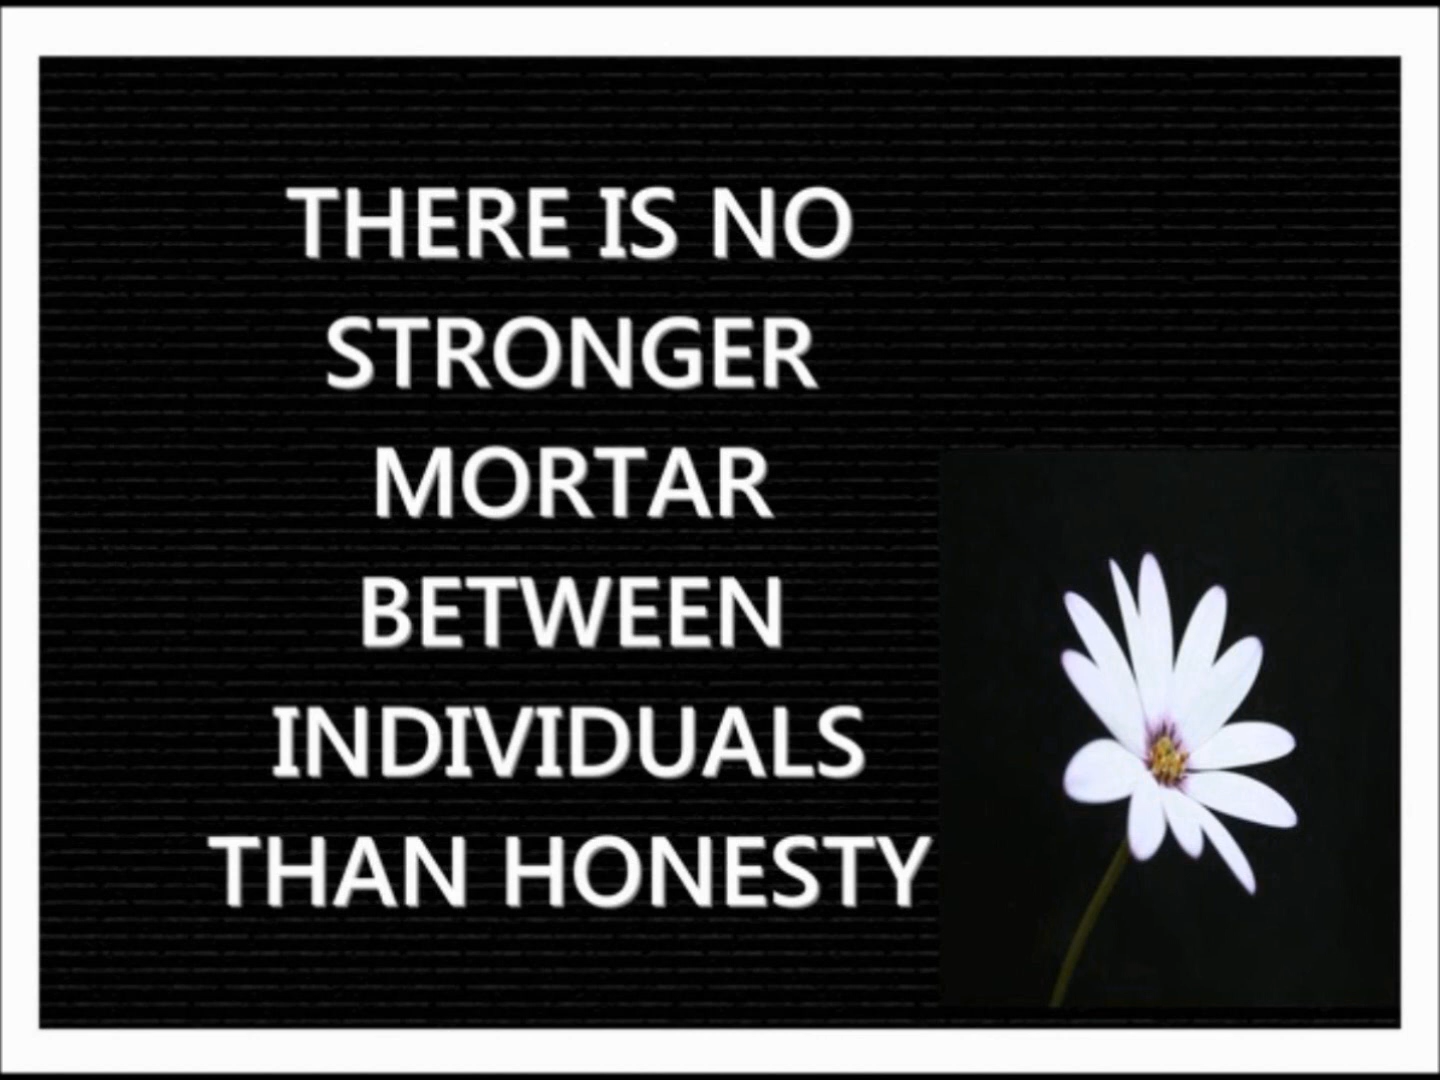 THERE IS NO
STRONGER
MORTAR
BETWEEN
INDIVIDUALS
THAN HONESTY